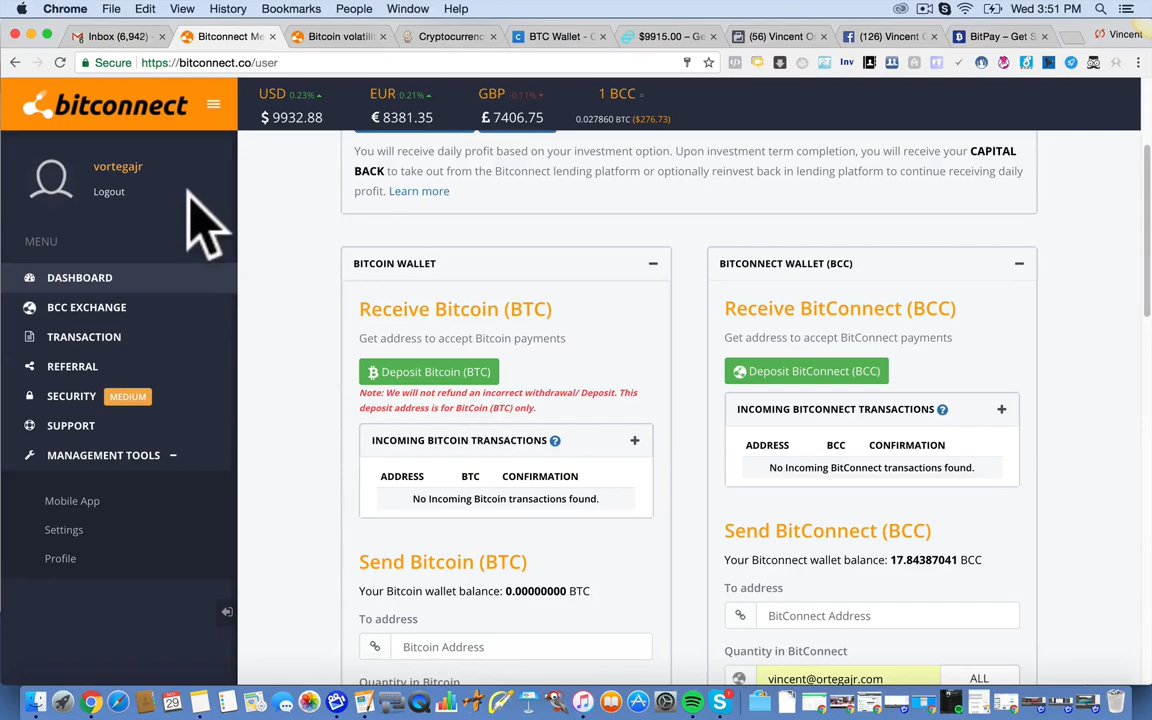 Chrome File Edit View History Bookmarks People Window Help Wed 3:51 PM
Inbox (6,942) Bitconnect Me Bitcoin volatili Cryptocurrenc BTC Wallet - C $9915.00 – Ge (56) Vincent O (126) Vincent BitPay – Get S Vincent
Secure https://bitconnect.co/user Inv
bitconnect
USD 0.23% EUR 0.21% GBP -0.11% 1 BCC =
$ 9932.88 € 8381.35 £ 7406.75 0.027860 BTC ($276.73)
vortegajr
Logout
MENU
DASHBOARD
BCC EXCHANGE
TRANSACTION
REFERRAL
SECURITY MEDIUM
SUPPORT
MANAGEMENT TOOLS
Mobile App
Settings
Profile
You will receive daily profit based on your investment option. Upon investment term completion, you will receive your CAPITAL
BACK to take out from the Bitconnect lending platform or optionally reinvest back in lending platform to continue receiving daily
profit. Learn more
BITCOIN WALLET
Receive Bitcoin (BTC)
Get address to accept Bitcoin payments
Deposit Bitcoin (BTC)
Note: We will not refund an incorrect withdrawal/ Deposit. This
deposit address is for BitCoin (BTC) only.
INCOMING BITCOIN TRANSACTIONS ?
ADDRESS BTC CONFIRMATION
No Incoming Bitcoin transactions found.
Send Bitcoin (BTC)
Your Bitcoin wallet balance: 0.00000000 BTC
To address
Bitcoin Address
Quantity in Bitcoin
BITCONNECT WALLET (BCC)
Receive BitConnect (BCC)
Get address to accept BitConnect payments
Deposit BitConnect (BCC)
INCOMING BITCONNECT TRANSACTIONS ?
ADDRESS BCC CONFIRMATION
No Incoming BitConnect transactions found.
Send BitConnect (BCC)
Your Bitconnect wallet balance: 17.84387041 BCC
To address
BitConnect Address
Quantity in BitConnect
vincent@ortegajr.com ALL